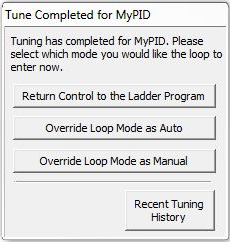 Tune Completed for MyPID
Tuning has completed for MyPID. Please
select which mode you would like the loop to
enter now.
Return Control to the Ladder Program
Override Loop Mode as Auto
Override Loop Mode as Manual
Recent Tuning
History